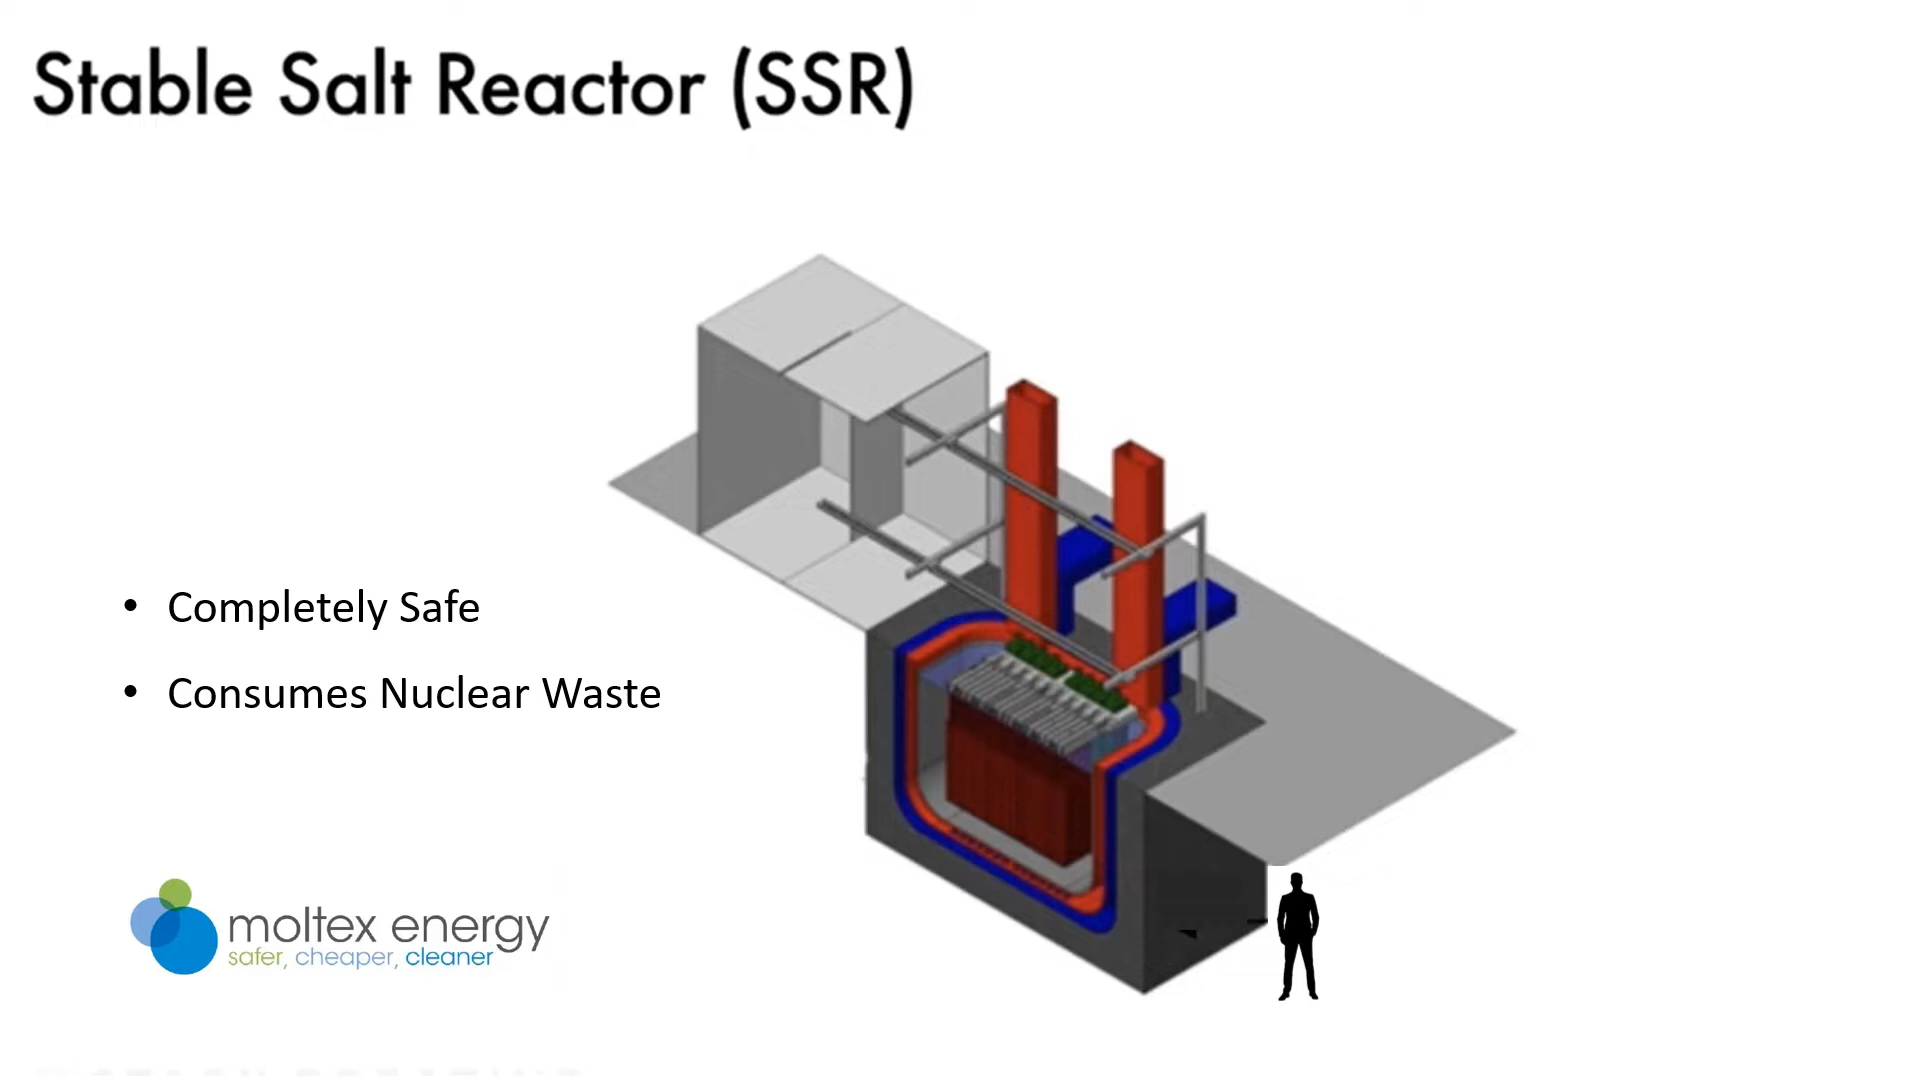 Stable Salt Reactor (SSR)
• Completely Safe
• Consumes Nuclear Waste
moltex energy
safer, cheaper, cleaner